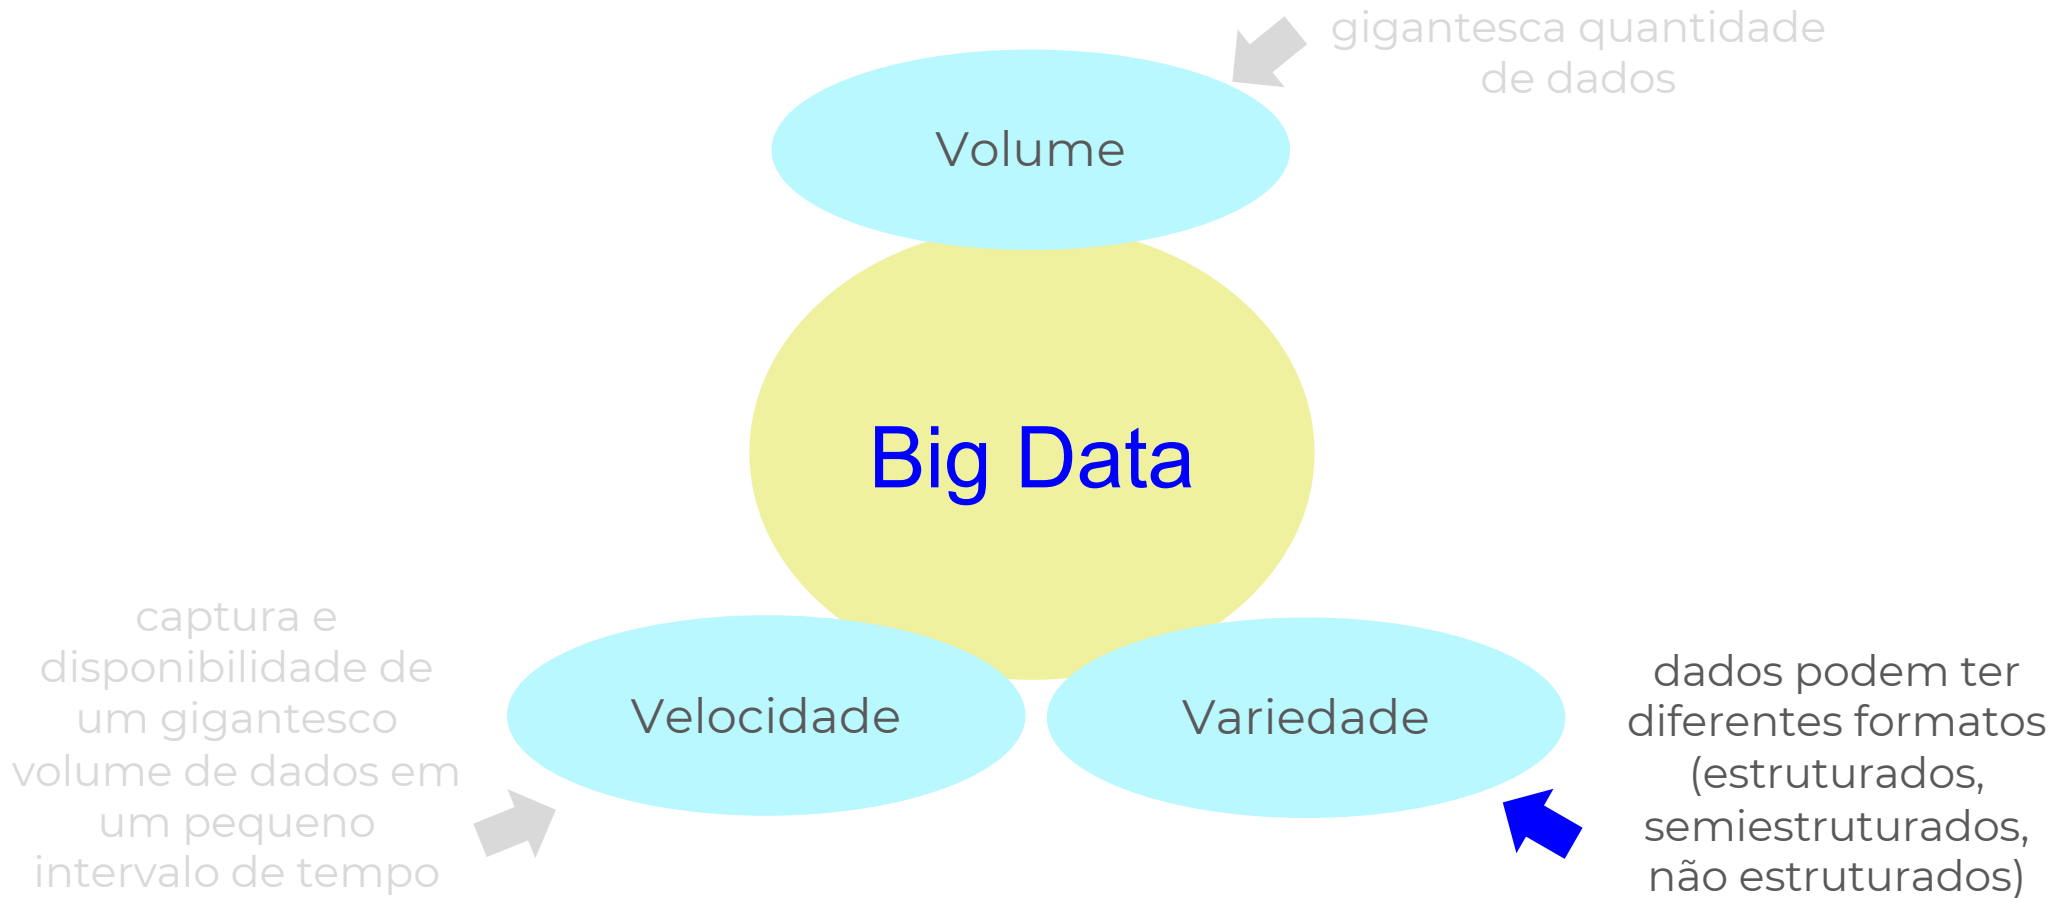 gigantesca quantidade
de dados
Volume
Big Data
captura e
disponibilidade de
um gigantesco
volume de dados em
um pequeno
intervalo de tempo
Velocidade
Variedade
dados podem ter
diferentes formatos
(estruturados,
semiestruturados,
não estruturados)